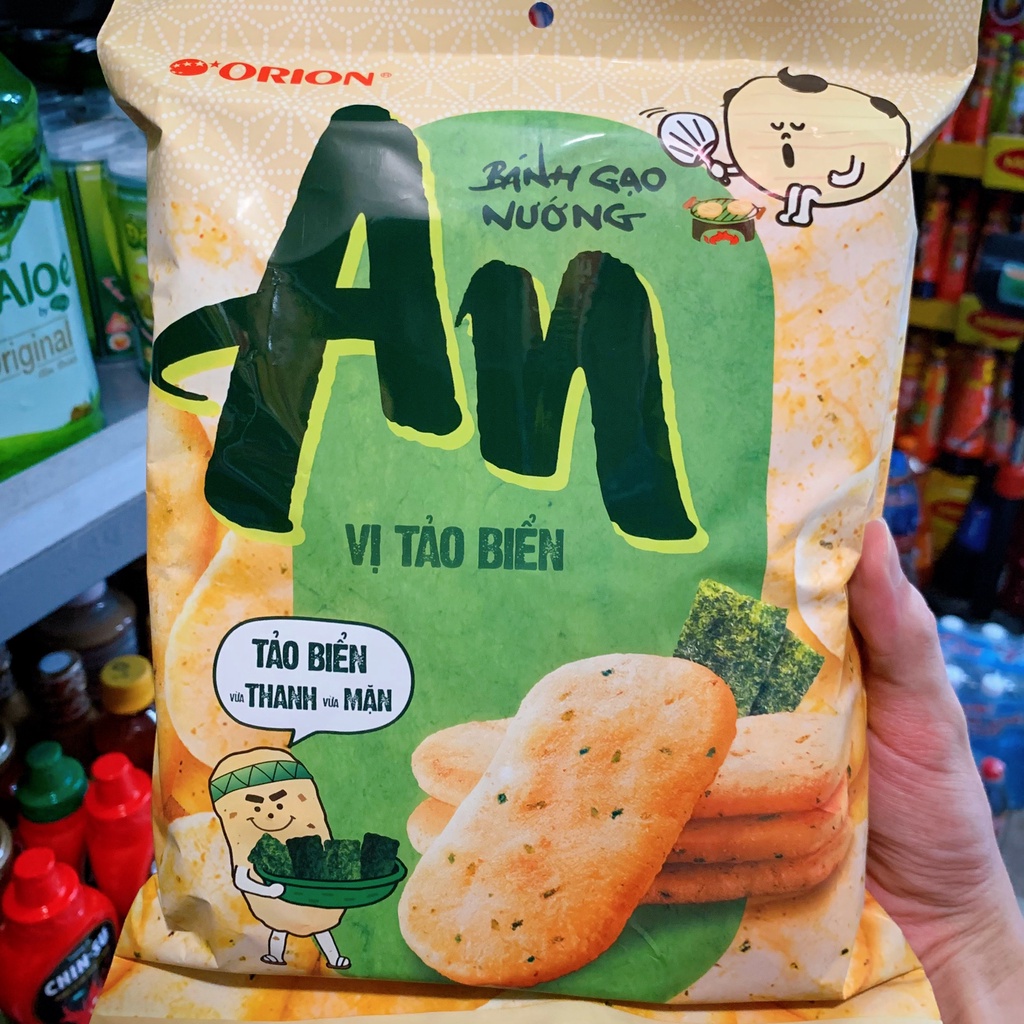 ORION
BÁNH GẠO
NƯỚNG
An
VỊ TẢO BIỂN
TẢO BIỂN
VỪA THANH VỪA MẶN
Aloe
original
CHIN-SU